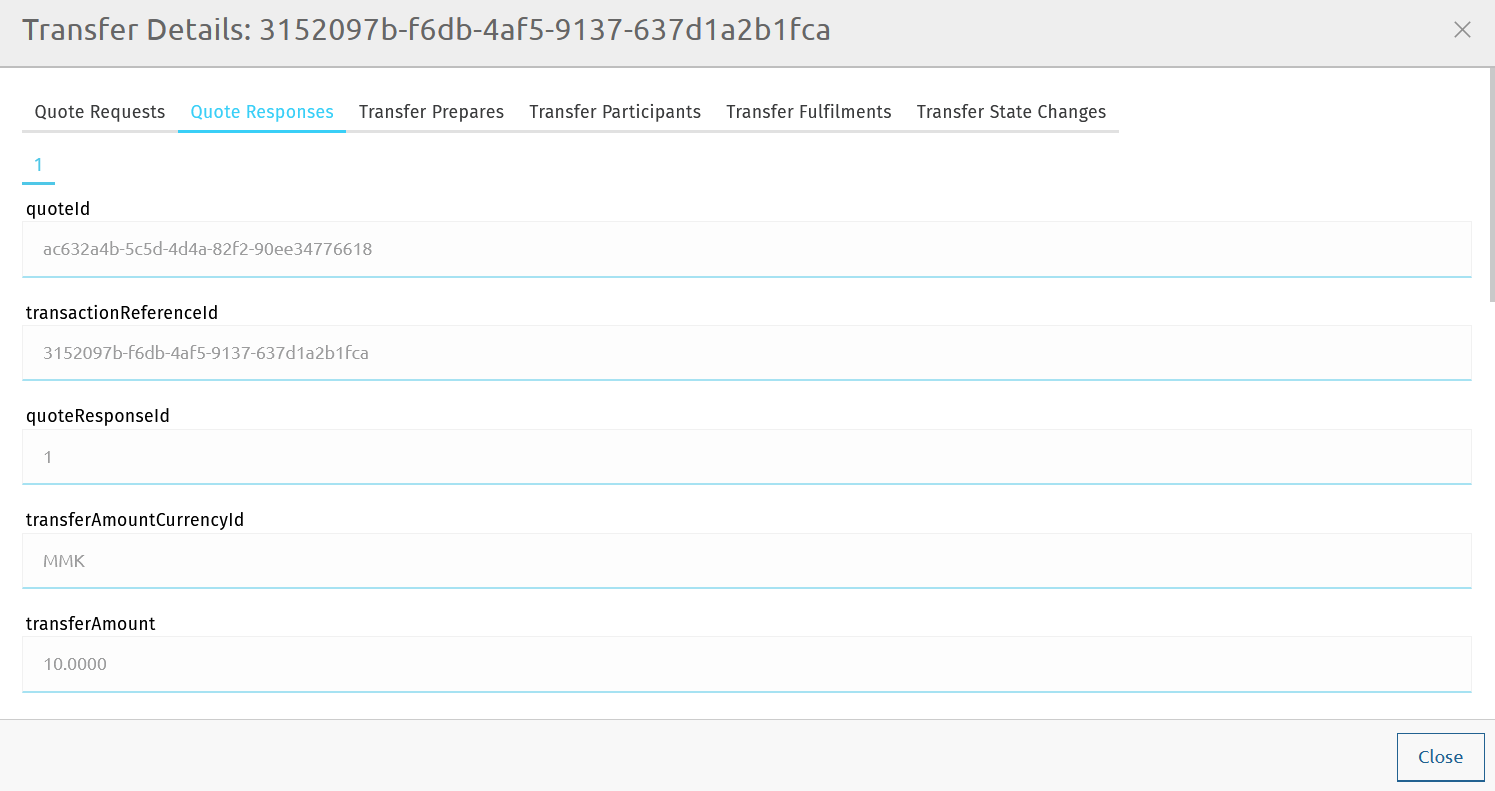 Transfer Details: 3152097b-f6db-4af5-9137-637d1a2b1fca
Quote Requests Quote Responses Transfer Prepares Transfer Participants Transfer Fulfilments Transfer State Changes
1
quoteId
ac632a4b-5c5d-4d4a-82f2-90ee34776618
transactionReferenceId
3152097b-f6db-4af5-9137-637d1a2b1fca
quoteResponseId
1
transferAmountCurrencyId
MMK
transferAmount
10.0000
Close